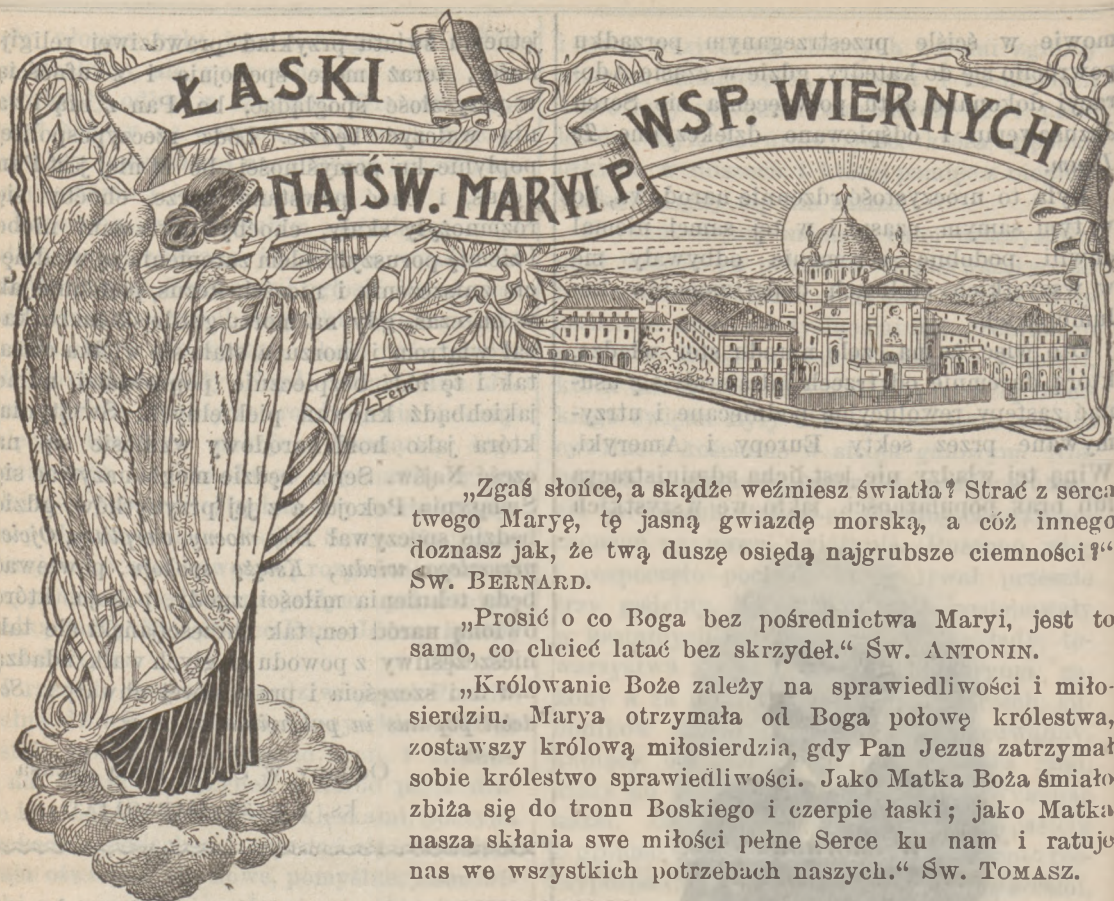 ŁASKI
NAJŚW. MARYI P.
WSP. WIERNYCH
„Zgaś słońce, a skądże weźmiesz światła? Strać z serca
twego Maryę, tę jasną gwiazdę morską, a cóż innego
doznasz jak, że twą duszę osiędą najgrubsze ciemności?“
Św. BERNARD.
„Prosić o co Boga bez pośrednictwa Maryi, jest to
samo, co chcieć latać bez skrzydeł.“ Św. ANTONIN.
„Królowanie Boże zależy na sprawiedliwości i miło-
sierdziu. Marya otrzymała od Boga połowę królestwa,
zostawszy królową miłosierdzia, gdy Pan Jezus zatrzymał
sobie królestwo sprawiedliwości. Jako Matka Boża śmiało
zbiża się do tronu Boskiego i czerpie łaski; jako Matka
nasza skłania swe miłości pełne Serce ku nam i ratuje
nas we wszystkich potrzebach naszych.“ Św. TOMASZ.